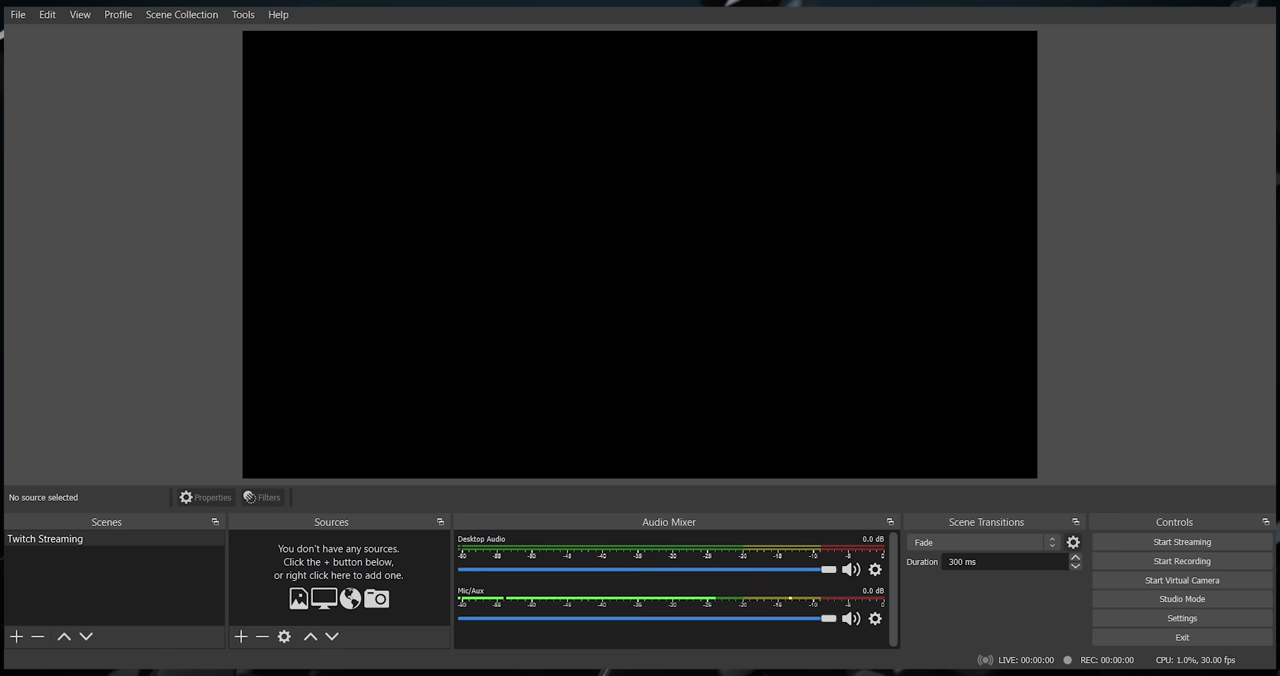 File Edit View Profile Scene Collection Tools Help
No source selected Properties Filters
Scenes
Twitch Streaming
Sources
You don't have any sources.
Click the + button below,
or right click here to add one.
Audio Mixer
Desktop Audio 0.0 dB
Mic/Aux 0.0 dB
Scene Transitions
Fade
Duration 300 ms
Controls
Start Streaming
Start Recording
Start Virtual Camera
Studio Mode
Settings
Exit
LIVE: 00:00:00 REC: 00:00:00 CPU: 1.0%, 30.00 fps